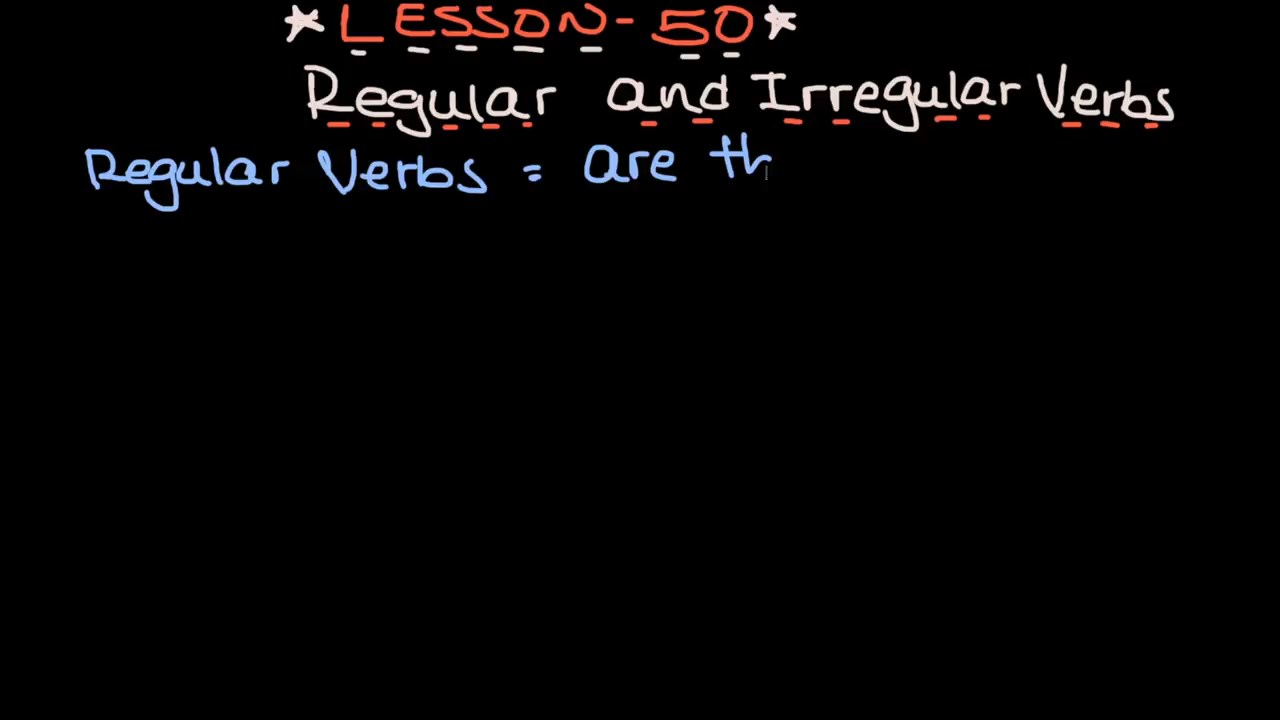 *LESSON-50*
Regular and Irregular Verbs
Regular Verbs = are th